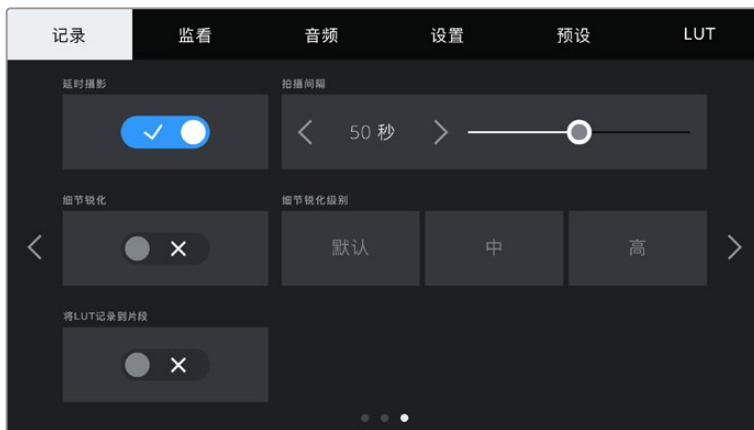 记录 监看 音频 设置 预设 LUT
延时摄影 拍摄间隔
50 秒
细节锐化 细节锐化级别
默认 中 高
将LUT记录到片段